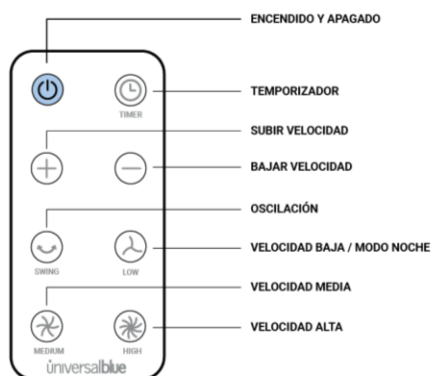 ENCENDIDO Y APAGADO
TEMPORIZADOR
TIMER
SUBIR VELOCIDAD
BAJAR VELOCIDAD
OSCILACIÓN
VELOCIDAD BAJA / MODO NOCHE
SWING
LOW
VELOCIDAD MEDIA
VELOCIDAD ALTA
MEDIUM
HIGH
universalblue